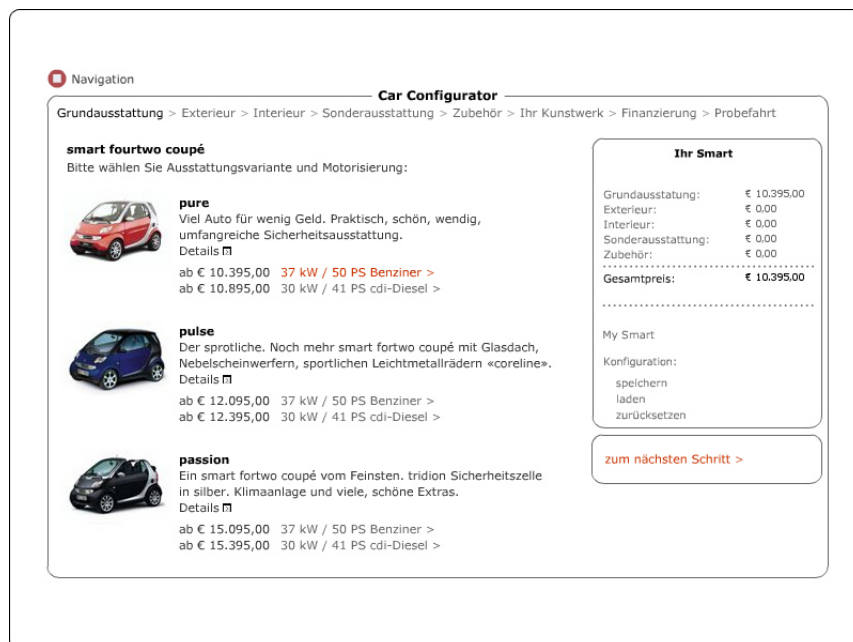 Navigation
Car Configurator
Grundausstattung > Exterieur > Interieur > Sonderausstattung > Zubehör > Ihr Kunstwerk > Finanzierung > Probefahrt
smart fourtwo coupé
Bitte wählen Sie Ausstattungsvariante und Motorisierung:
pure
Viel Auto für wenig Geld. Praktisch, schön, wendig,
umfangreiche Sicherheitsausstattung.
Details
ab € 10.395,00 37 kW / 50 PS Benziner >
ab € 10.895,00 30 kW / 41 PS cdi-Diesel >
pulse
Der sprotliche. Noch mehr smart fortwo coupé mit Glasdach,
Nebelscheinwerfern, sportlichen Leichtmetallrädern «coreline».
Details
ab € 12.095,00 37 kW / 50 PS Benziner >
ab € 12.395,00 30 kW / 41 PS cdi-Diesel >
passion
Ein smart fortwo coupé vom Feinsten. tridion Sicherheitszelle
in silber. Klimaanlage und viele, schöne Extras.
Details
ab € 15.095,00 37 kW / 50 PS Benziner >
ab € 15.395,00 30 kW / 41 PS cdi-Diesel >
Ihr Smart
Grundausstatung: € 10.395,00
Exterieur: € 0,00
Interieur: € 0,00
Sonderausstattung: € 0,00
Zubehör: € 0,00
Gesamtpreis: € 10.395,00
My Smart
Konfiguration:
speichern
laden
zurücksetzen
zum nächsten Schritt >